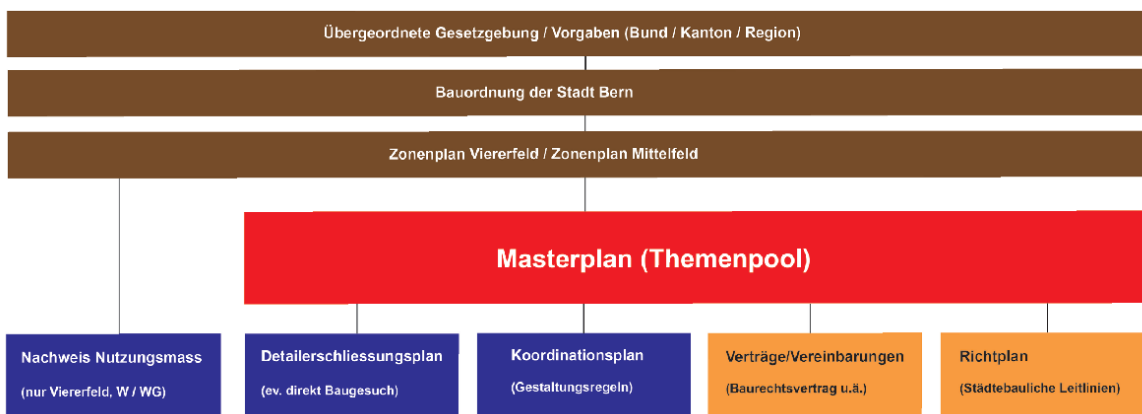 Übergeordnete Gesetzgebung / Vorgaben (Bund / Kanton / Region)
Bauordnung der Stadt Bern
Zonenplan Viererfeld / Zonenplan Mittelfeld
Masterplan (Themenpool)
Nachweis Nutzungsmass
(nur Viererfeld, W / WG)
Detailerschliessungsplan
(ev. direkt Baugesuch)
Koordinationsplan
(Gestaltungsregeln)
Verträge/Vereinbarungen
(Baurechtsvertrag u.ä.)
Richtplan
(Städtebauliche Leitlinien)